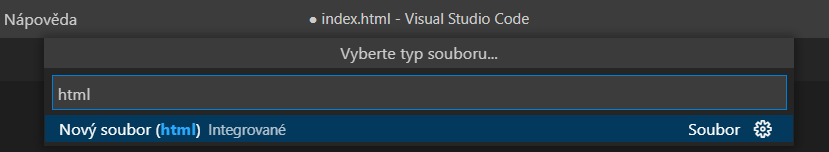 Nápověda ● index.html - Visual Studio Code
Vyberte typ souboru...
html
Nový soubor (html) Integrované Soubor